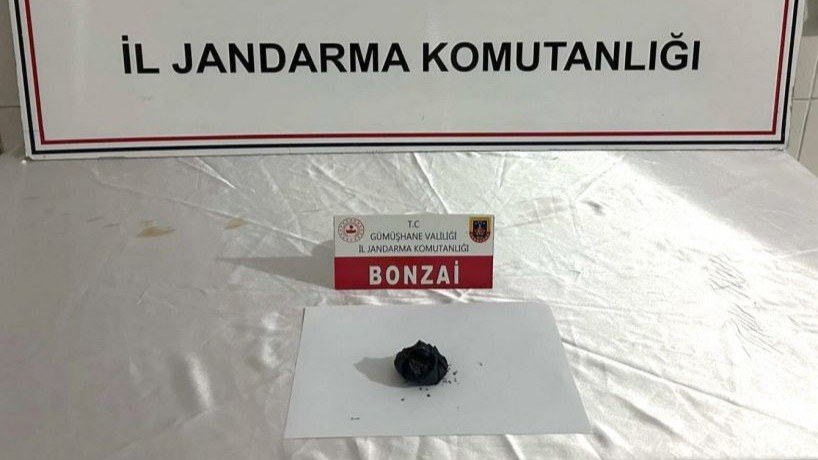 İL JANDARMA KOMUTANLIĞI
T.C
GÜMÜŞHANE VALİLİĞİ
İL JANDARMA KOMUTANLIĞI
BONZAİ